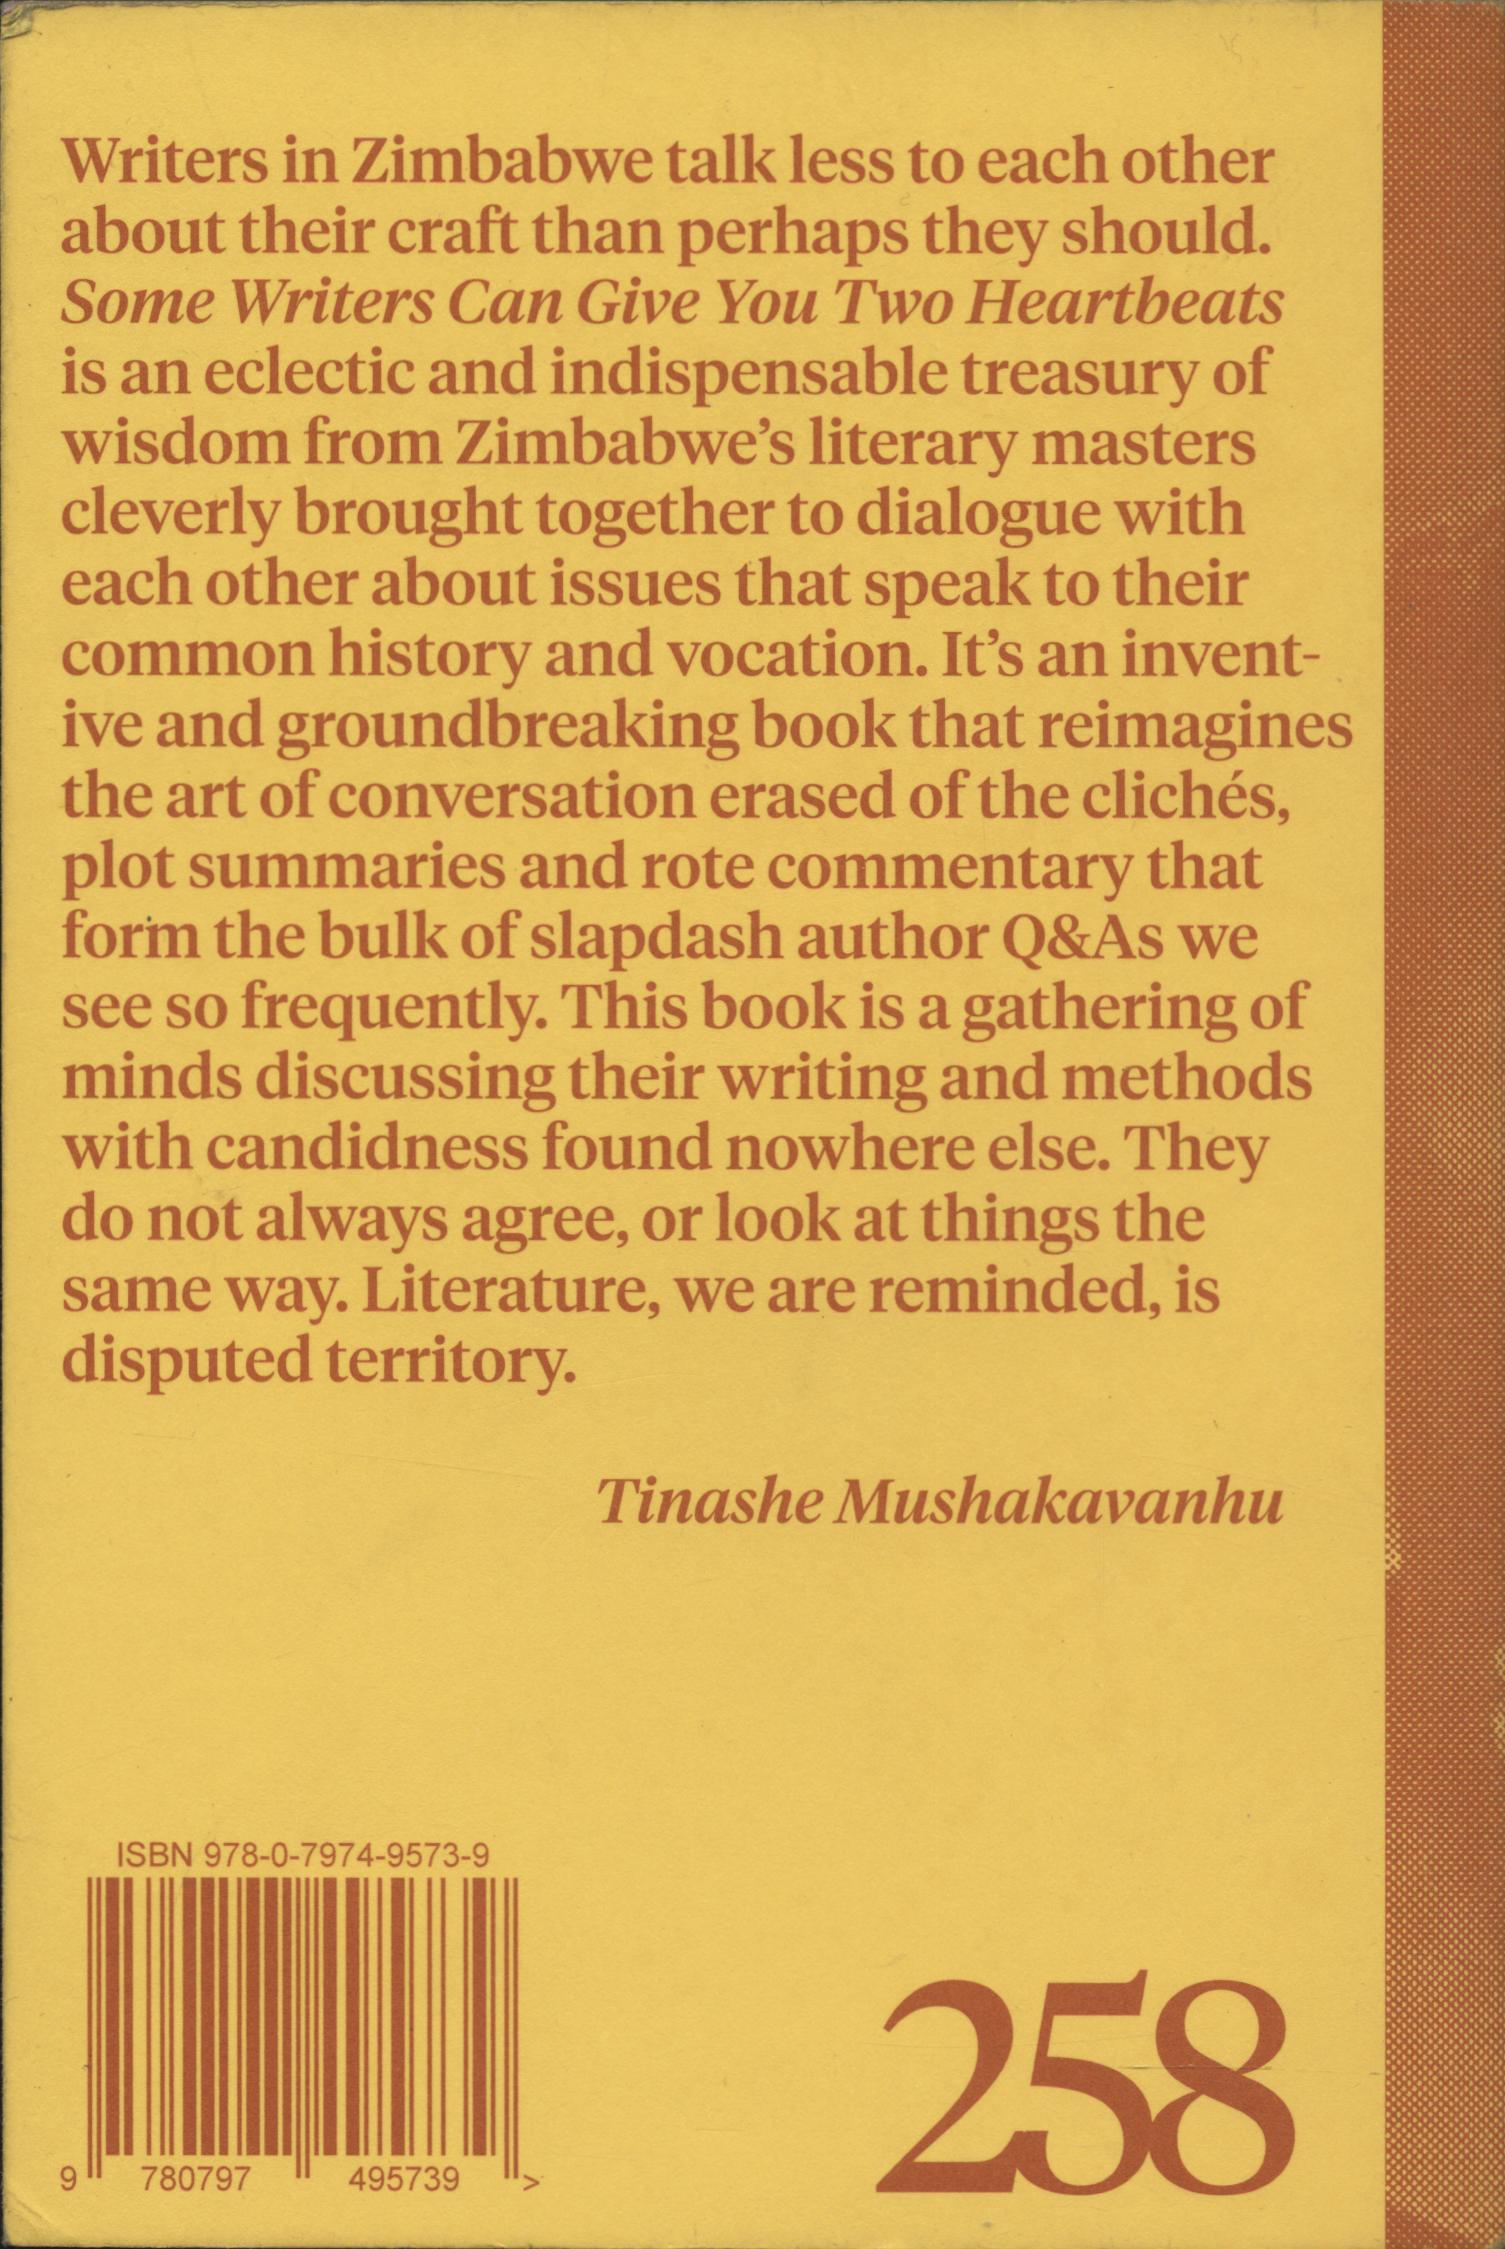 Writers in Zimbabwe talk less to each other
about their craft than perhaps they should.
Some Writers Can Give You Two Heartbeats
is an eclectic and indispensable treasury of
wisdom from Zimbabwe’s literary masters
cleverly brought together to dialogue with
each other about issues that speak to their
common history and vocation. It’s an invent-
ive and groundbreaking book that reimagines
the art of conversation erased of the clichés,
plot summaries and rote commentary that
form the bulk of slapdash author Q&As we
see so frequently. This book is a gathering of
minds discussing their writing and methods
with candidness found nowhere else. They
do not always agree, or look at things the
same way. Literature, we are reminded, is
disputed territory.
Tinashe Mushakavanhu
ISBN 978-0-7974-9573-9
9 780797 495739 >
258